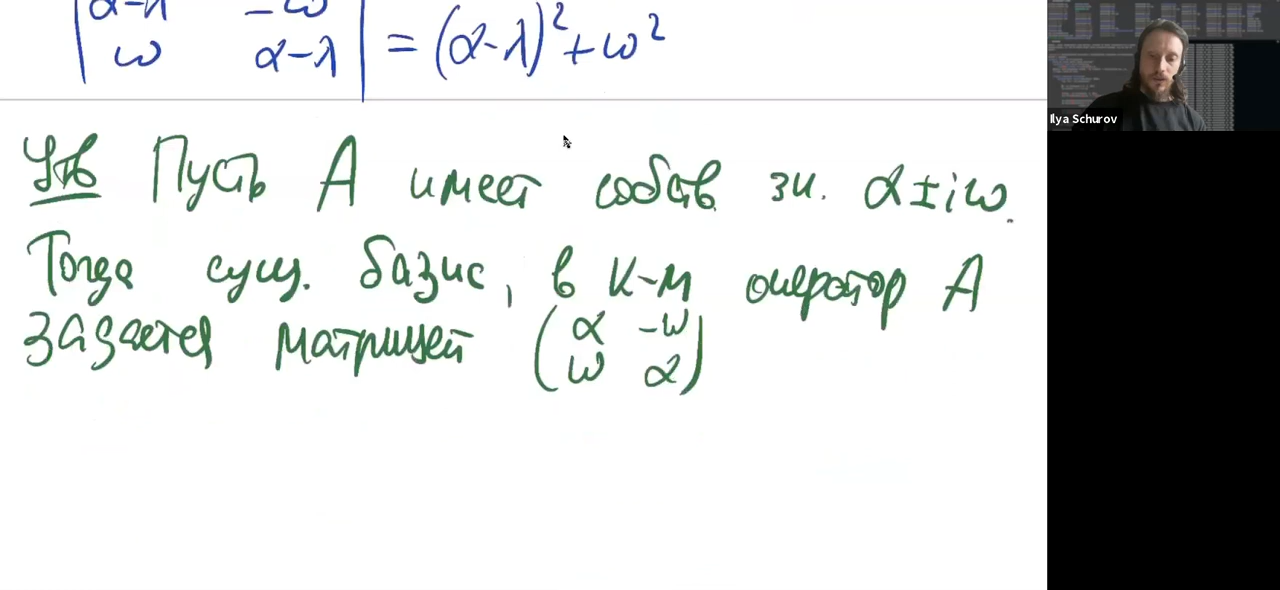 | α-λ -ω |
| ω α-λ | = (α-λ)² + ω²
Утв Пусть A имеет собств. зн. α ± iω.
Тогда сущ. базис, в к-м оператор A
задается матрицей (α -ω
ω α)
Ilya Schurov